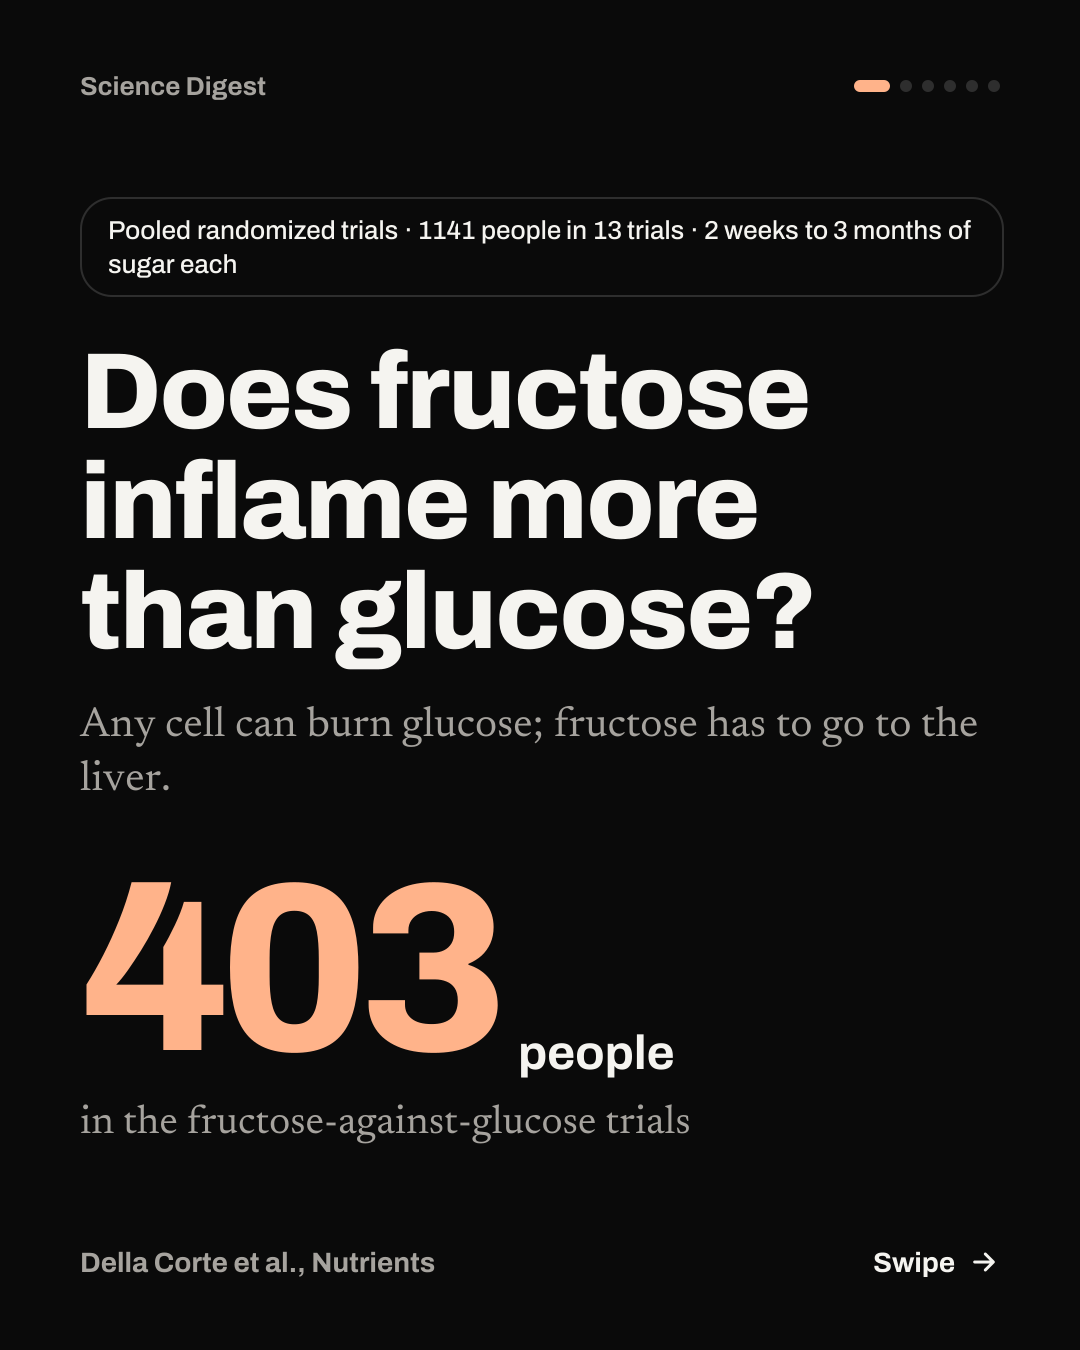 Science Digest
Pooled randomized trials · 1141 people in 13 trials · 2 weeks to 3 months of
sugar each
Does fructose
inflame more
than glucose?
Any cell can burn glucose; fructose has to go to the
liver.
403 people
in the fructose-against-glucose trials
Della Corte et al., Nutrients
Swipe →